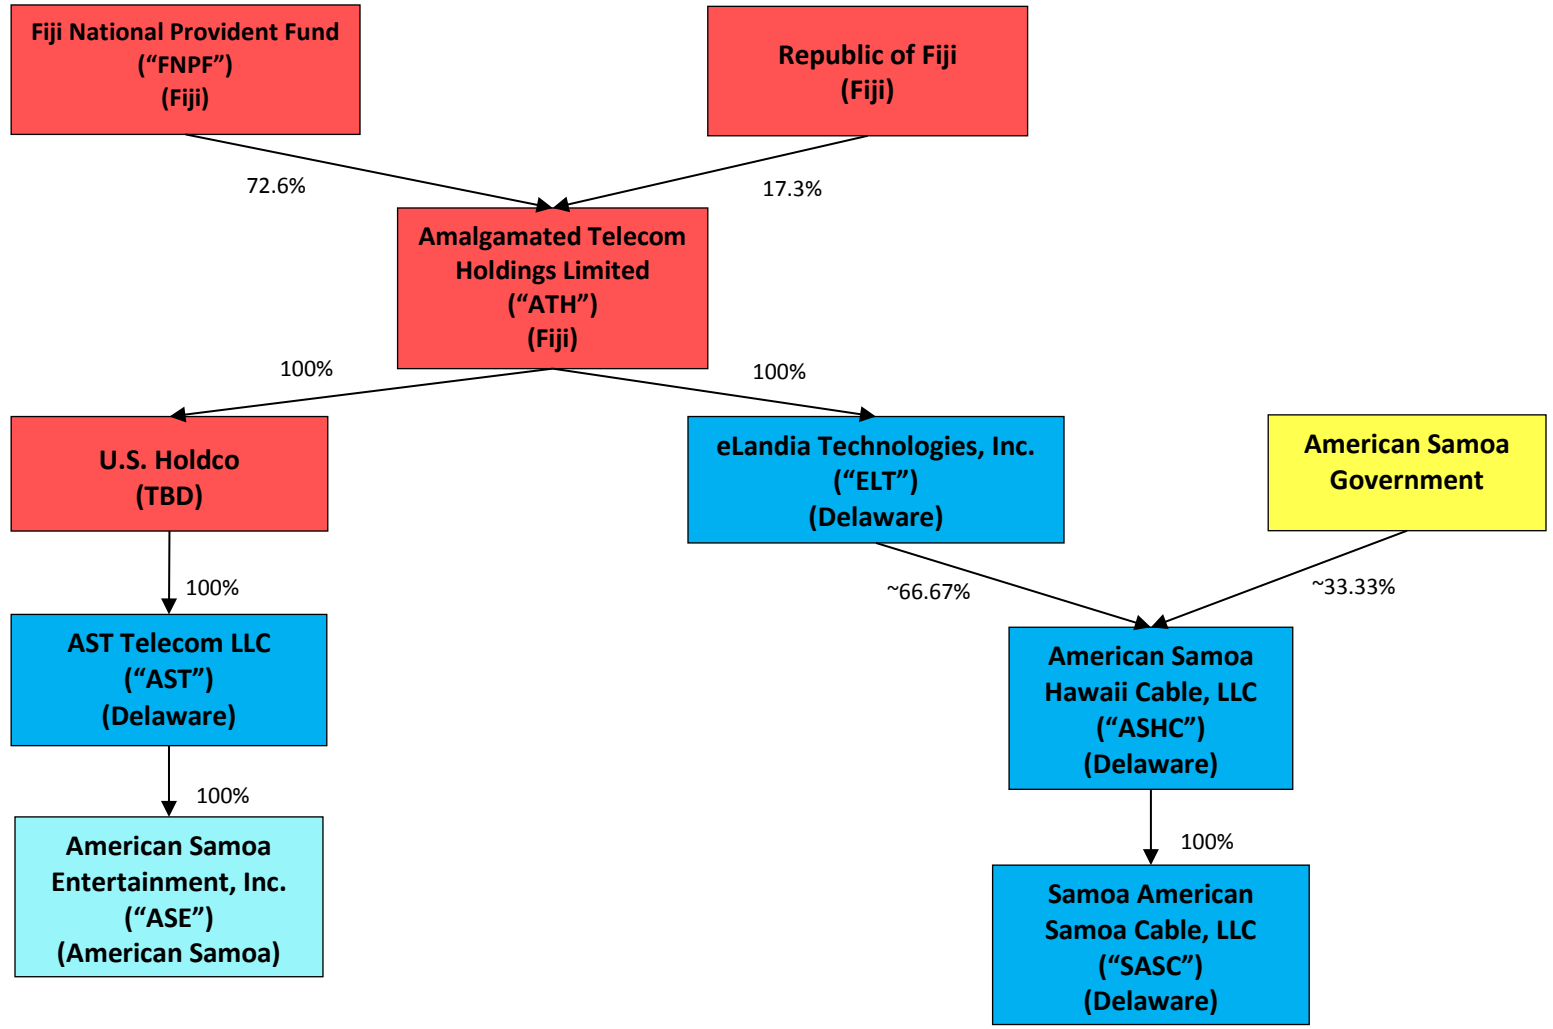 Fiji National Provident Fund
(“FNPF”)
(Fiji)
Republic of Fiji
(Fiji)
72.6%
17.3%
Amalgamated Telecom
Holdings Limited
(“ATH”)
(Fiji)
100%
100%
U.S. Holdco
(TBD)
eLandia Technologies, Inc.
(“ELT”)
(Delaware)
American Samoa
Government
100%
~66.67%
~33.33%
AST Telecom LLC
(“AST”)
(Delaware)
American Samoa
Hawaii Cable, LLC
(“ASHC”)
(Delaware)
100%
100%
American Samoa
Entertainment, Inc.
(“ASE”)
(American Samoa)
Samoa American
Samoa Cable, LLC
(“SASC”)
(Delaware)